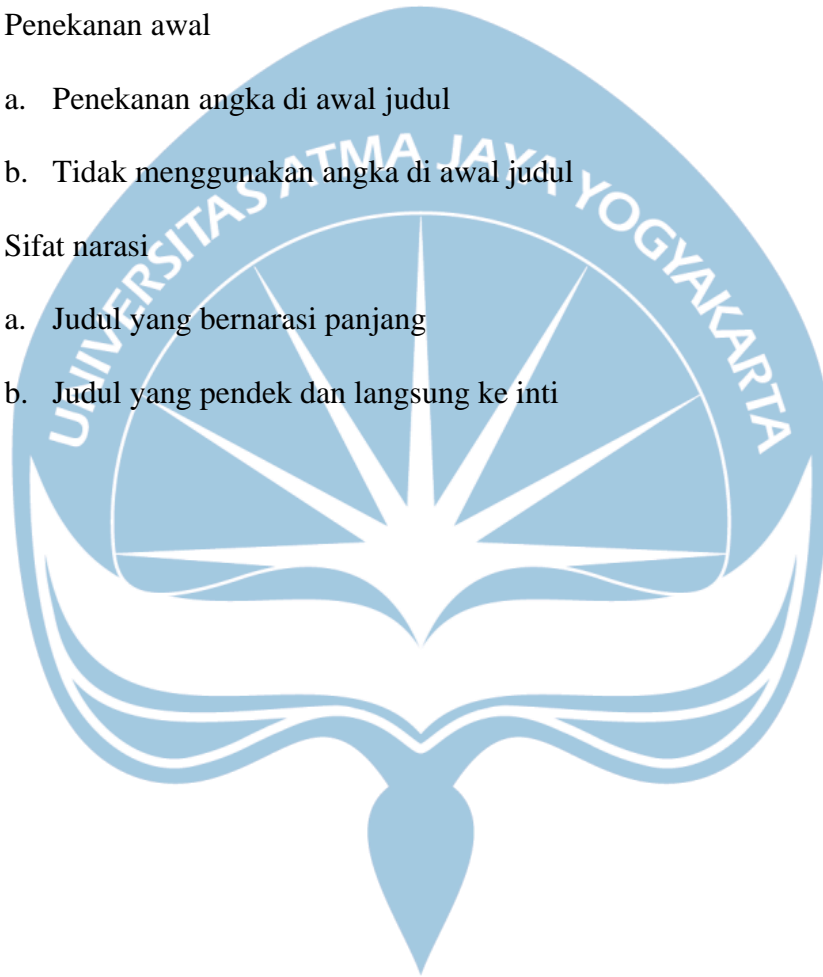 Penekanan awal
a. Penekanan angka di awal judul
b. Tidak menggunakan angka di awal judul
Sifat narasi
a. Judul yang bernarasi panjang
b. Judul yang pendek dan langsung ke inti
UNIVERSITAS ATMA JAYA YOGYAKARTA